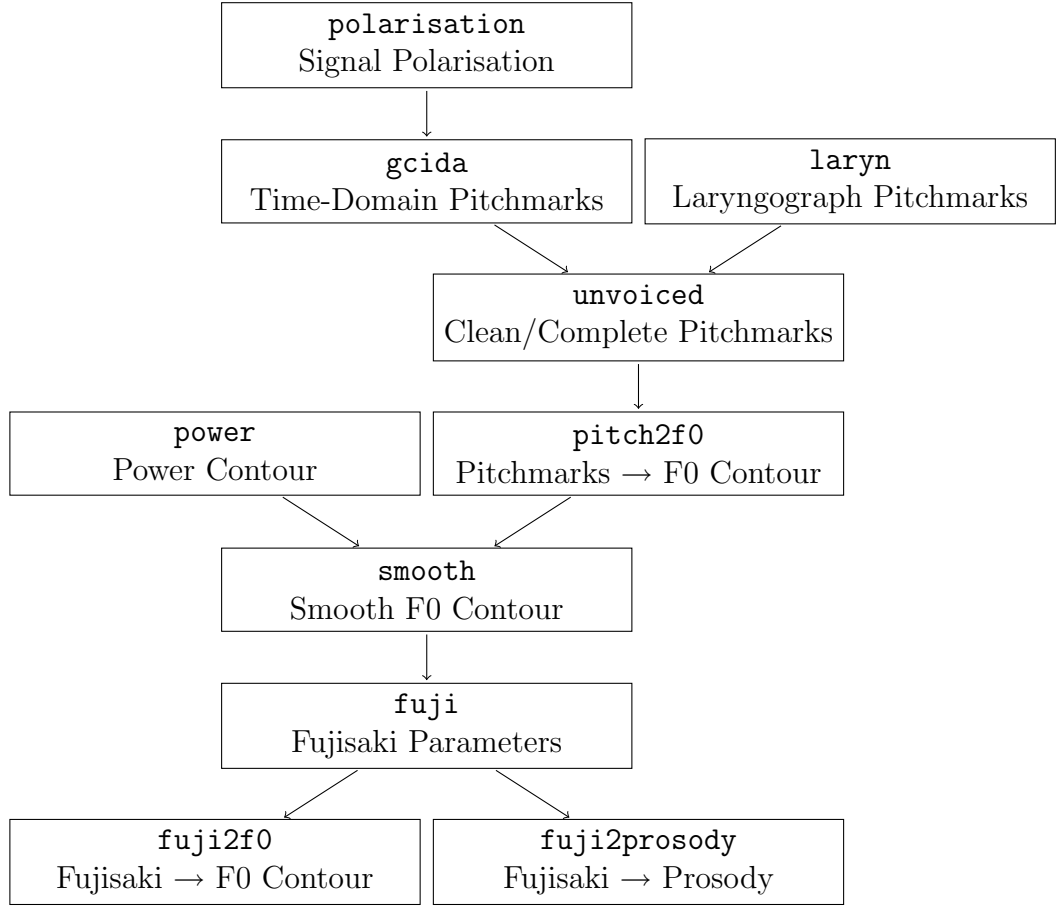 polarisation
Signal Polarisation
gcida
Time-Domain Pitchmarks
laryn
Laryngograph Pitchmarks
unvoiced
Clean/Complete Pitchmarks
power
Power Contour
pitch2f0
Pitchmarks → F0 Contour
smooth
Smooth F0 Contour
fuji
Fujisaki Parameters
fuji2f0
Fujisaki → F0 Contour
fuji2prosody
Fujisaki → Prosody